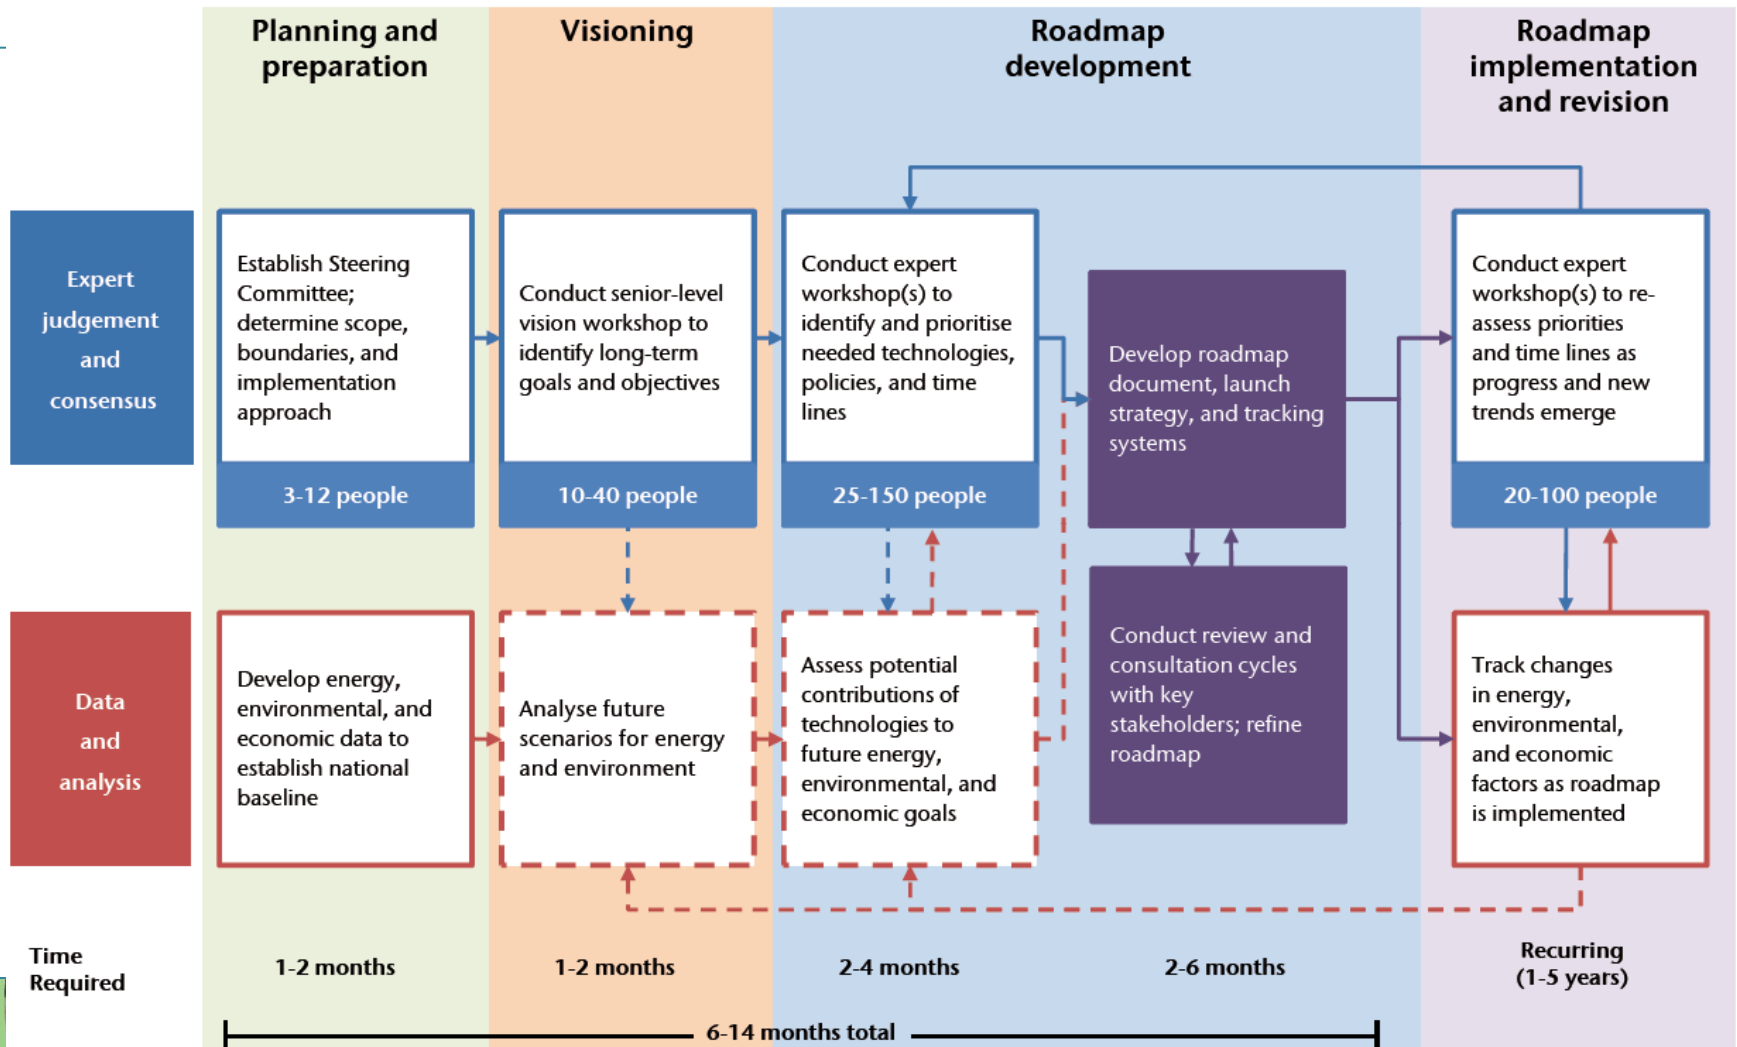 Planning and
preparation
Visioning
Roadmap
development
Roadmap
implementation
and revision
Expert
judgement
and
consensus
Establish Steering
Committee;
determine scope,
boundaries, and
implementation
approach
3-12 people
Conduct senior-level
vision workshop to
identify long-term
goals and objectives
10-40 people
Conduct expert
workshop(s) to
identify and prioritise
needed technologies,
policies, and time
lines
25-150 people
Develop roadmap
document, launch
strategy, and tracking
systems
Conduct expert
workshop(s) to re-
assess priorities
and time lines as
progress and new
trends emerge
20-100 people
Data
and
analysis
Develop energy,
environmental, and
economic data to
establish national
baseline
Analyse future
scenarios for energy
and environment
Assess potential
contributions of
technologies to
future energy,
environmental, and
economic goals
Conduct review and
consultation cycles
with key
stakeholders; refine
roadmap
Track changes
in energy,
environmental,
and economic
factors as roadmap
is implemented
Time
Required
1-2 months
1-2 months
2-4 months
2-6 months
Recurring
(1-5 years)
6-14 months total